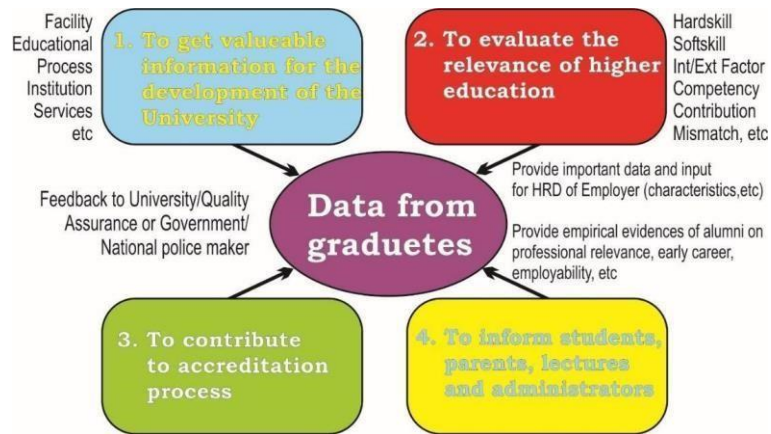 Facility
Educational
Process
Institution
Services
etc
1. To get valueable
information for the
development of the
University
2. To evaluate the
relevance of higher
education
Hardskill
Softskill
Int/Ext Factor
Competency
Contribution
Mismatch, etc
Feedback to University/Quality
Assurance or Government/
National police maker
Data from
graduetes
Provide important data and input
for HRD of Employer (characteristics,etc)
Provide empirical evidences of alumni on
professional relevance, early career,
employability, etc
3. To contribute
to accreditation
process
4. To inform students,
parents, lectures
and administrators